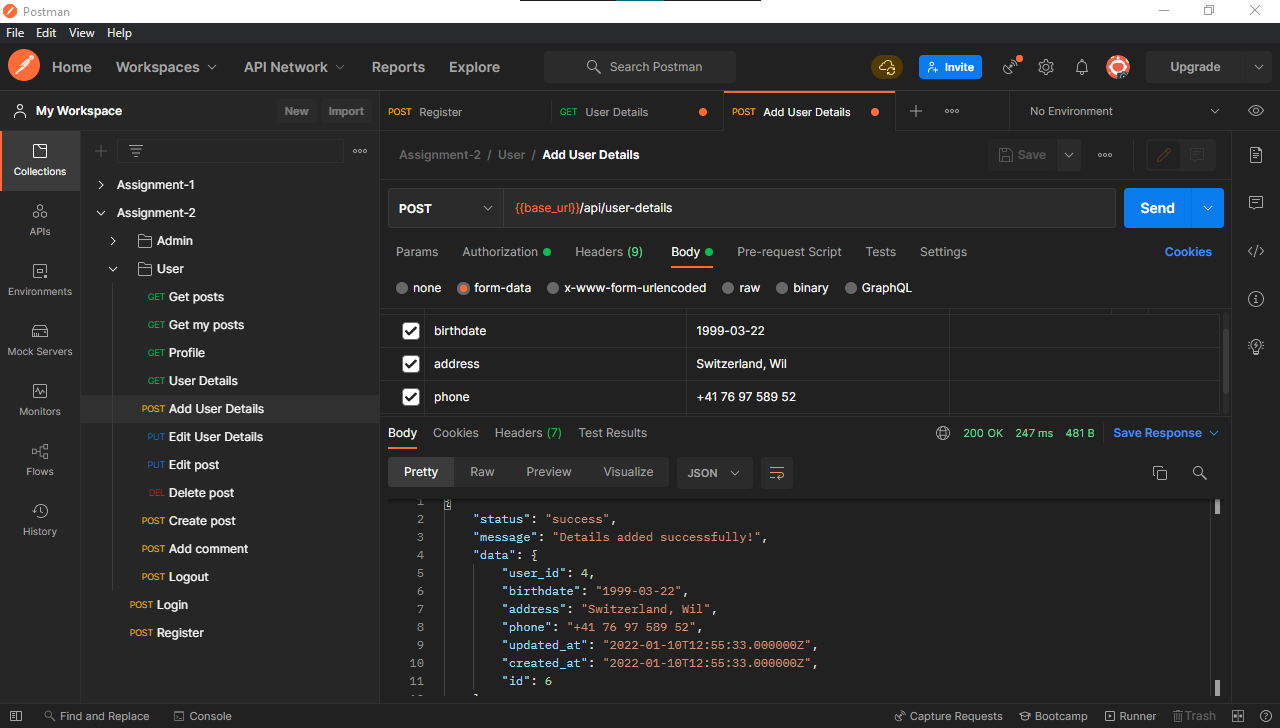 Postman
File Edit View Help
Home Workspaces API Network Reports Explore Search Postman Invite Upgrade
My Workspace New Import
POST Register GET User Details POST Add User Details No Environment
Collections
APIs
Environments
Mock Servers
Monitors
Flows
History
Assignment-1
Assignment-2
Admin
User
GET Get posts
GET Get my posts
GET Profile
GET User Details
POST Add User Details
PUT Edit User Details
PUT Edit post
DEL Delete post
POST Create post
POST Add comment
POST Logout
POST Login
POST Register
Assignment-2 / User / Add User Details Save
POST {{base_url}}/api/user-details Send
Params Authorization Headers (9) Body Pre-request Script Tests Settings Cookies
none form-data x-www-form-urlencoded raw binary GraphQL
birthdate 1999-03-22
address Switzerland, Wil
phone +41 76 97 589 52
Body Cookies Headers (7) Test Results 200 OK 247 ms 481 B Save Response
Pretty Raw Preview Visualize JSON
1 {
2 "status": "success",
3 "message": "Details added successfully!",
4 "data": {
5 "user_id": 4,
6 "birthdate": "1999-03-22",
7 "address": "Switzerland, Wil",
8 "phone": "+41 76 97 589 52",
9 "updated_at": "2022-01-10T12:55:33.000000Z",
10 "created_at": "2022-01-10T12:55:33.000000Z",
11 "id": 6
Find and Replace Console Capture Requests Bootcamp Runner Trash